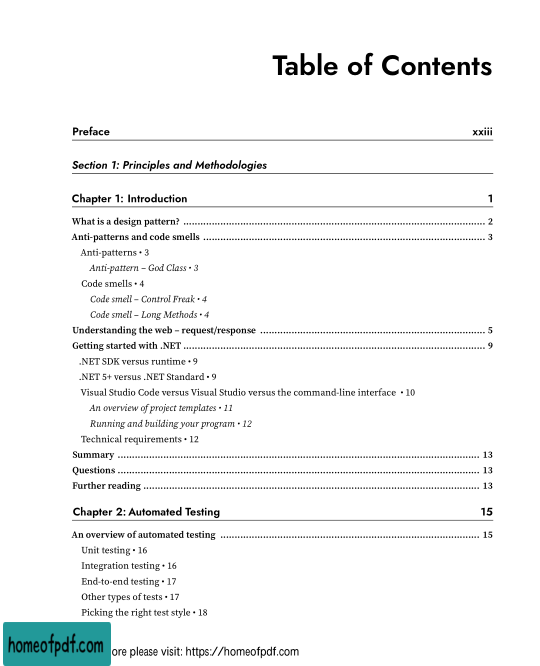 Table of Contents
Preface xxiii
Section 1: Principles and Methodologies
Chapter 1: Introduction 1
What is a design pattern? ................................................................ 2
Anti-patterns and code smells ................................................................ 3
Anti-patterns • 3
Anti-pattern – God Class • 3
Code smells • 4
Code smell – Control Freak • 4
Code smell – Long Methods • 4
Understanding the web – request/response ................................................................ 5
Getting started with .NET ................................................................ 9
.NET SDK versus runtime • 9
.NET 5+ versus .NET Standard • 9
Visual Studio Code versus Visual Studio versus the command-line interface • 10
An overview of project templates • 11
Running and building your program • 12
Technical requirements • 12
Summary ................................................................ 13
Questions ................................................................ 13
Further reading ................................................................ 13
Chapter 2: Automated Testing 15
An overview of automated testing ................................................................ 15
Unit testing • 16
Integration testing • 16
End-to-end testing • 17
Other types of tests • 17
Picking the right test style • 18
homeofpdf.com
ore please visit: https://homeofpdf.com